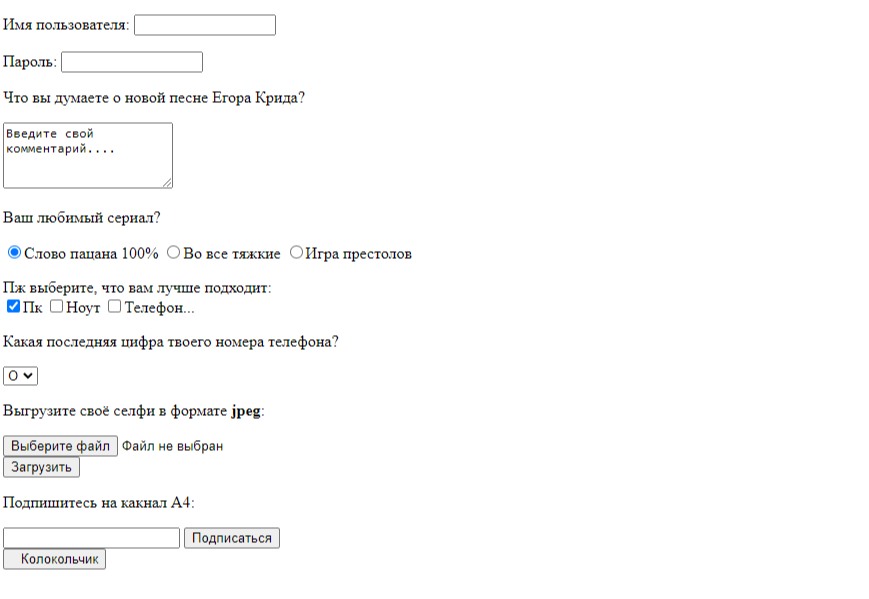 Имя пользователя:
Пароль:
Что вы думаете о новой песне Егора Крида?
Введите свой
комментарий....
Ваш любимый сериал?
Слово пацана 100% Во все тяжкие Игра престолов
Пж выберите, что вам лучше подходит:
Пк Ноут Телефон...
Какая последняя цифра твоего номера телефона?
0
Выгрузите своё селфи в формате jpeg:
Выберите файл Файл не выбран
Загрузить
Подпишитесь на какнал А4:
Подписаться
Колокольчик